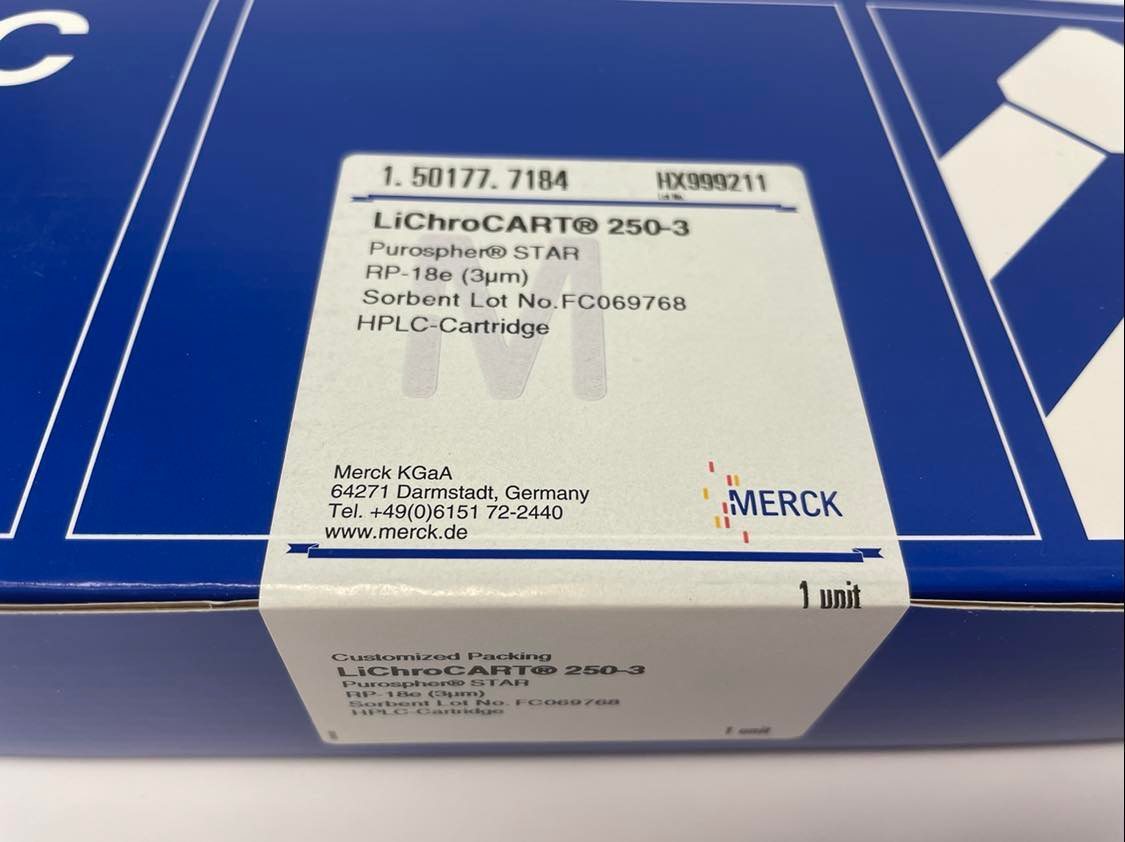 C
1. 50177. 7184 HX999211
LiChroCART® 250-3
Purospher® STAR
RP-18e (3µm)
Sorbent Lot No.FC069768
HPLC-Cartridge
M
Merck KGaA
64271 Darmstadt, Germany
Tel. +49(0)6151 72-2440
www.merck.de
MERCK
1 unit
Customized Packing
LiChroCART® 250-3
Purospher® STAR
RP-18e (3µm)
Sorbent Lot No. FC069768
HPLC-Cartridge
1 unit